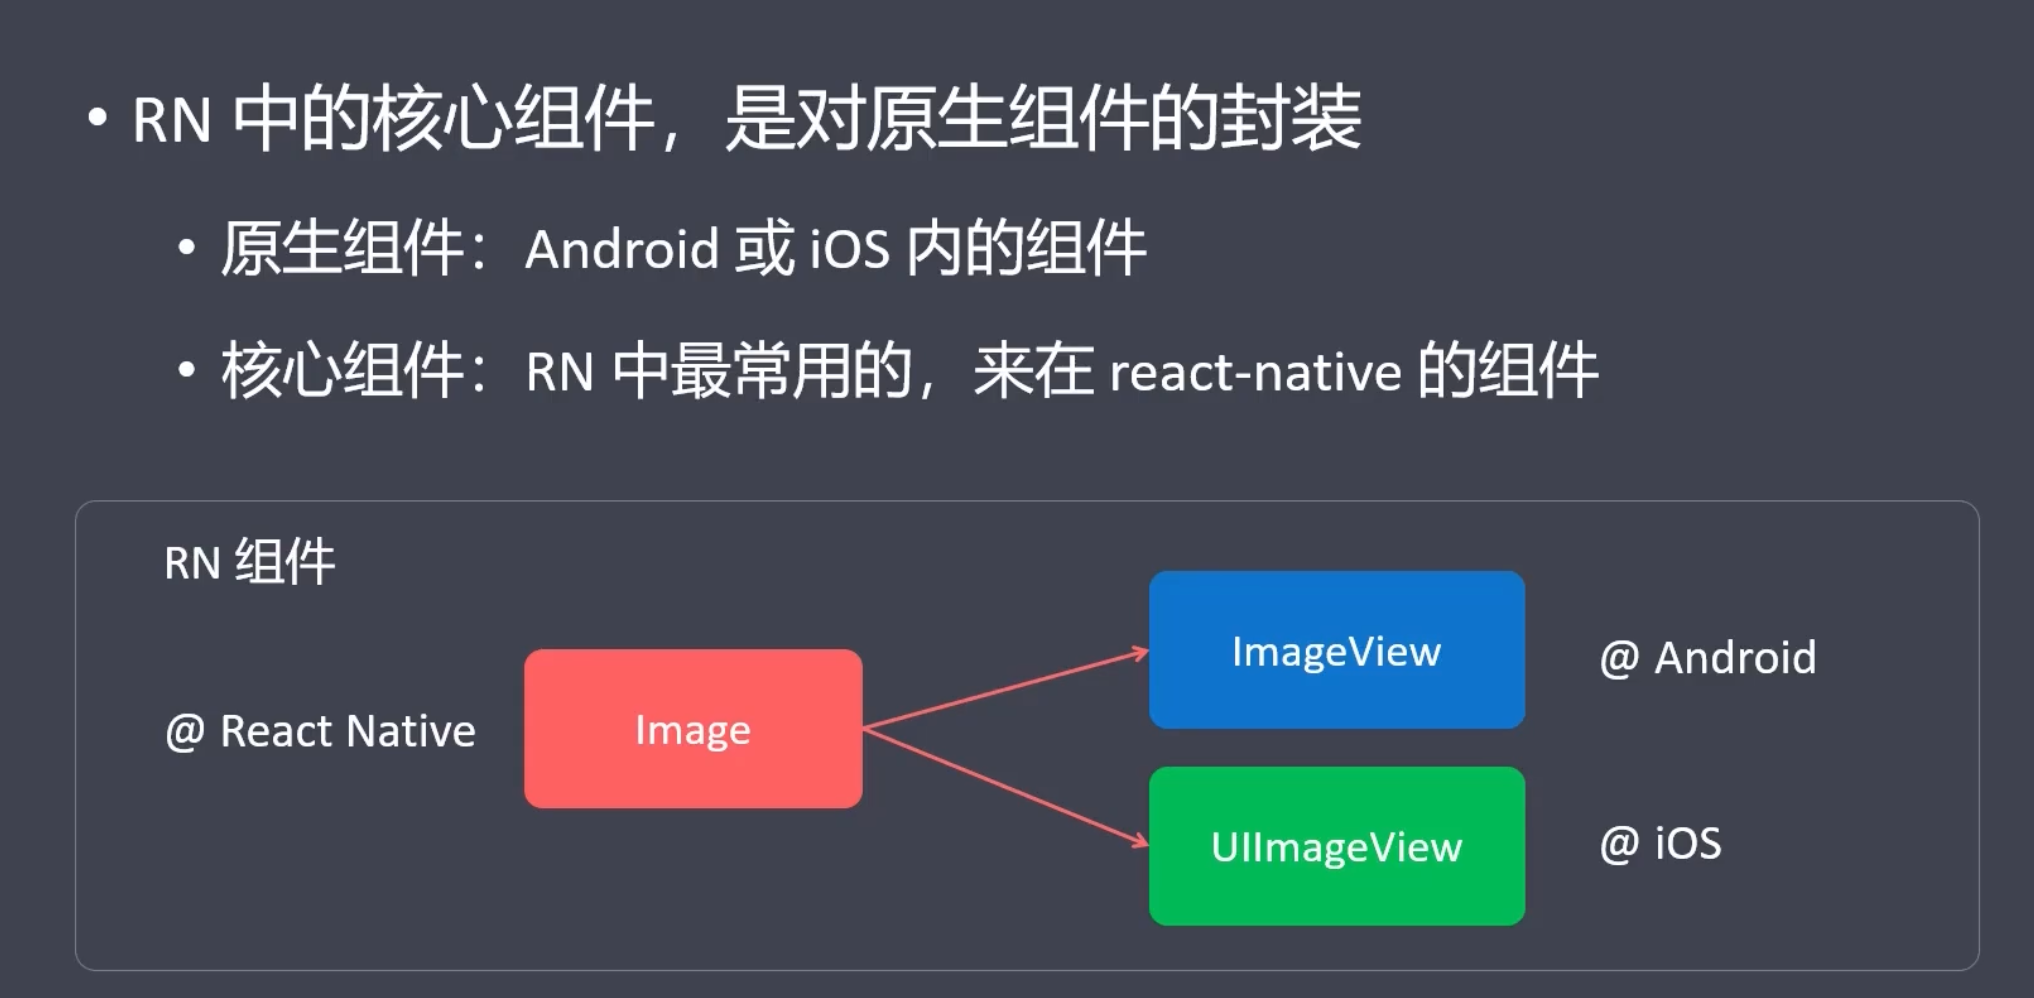 • RN 中的核心组件，是对原生组件的封装
• 原生组件：Android 或 iOS 内的组件
• 核心组件：RN 中最常用的，来在 react-native 的组件
RN 组件
ImageView @ Android
@ React Native Image
UIImageView @ iOS